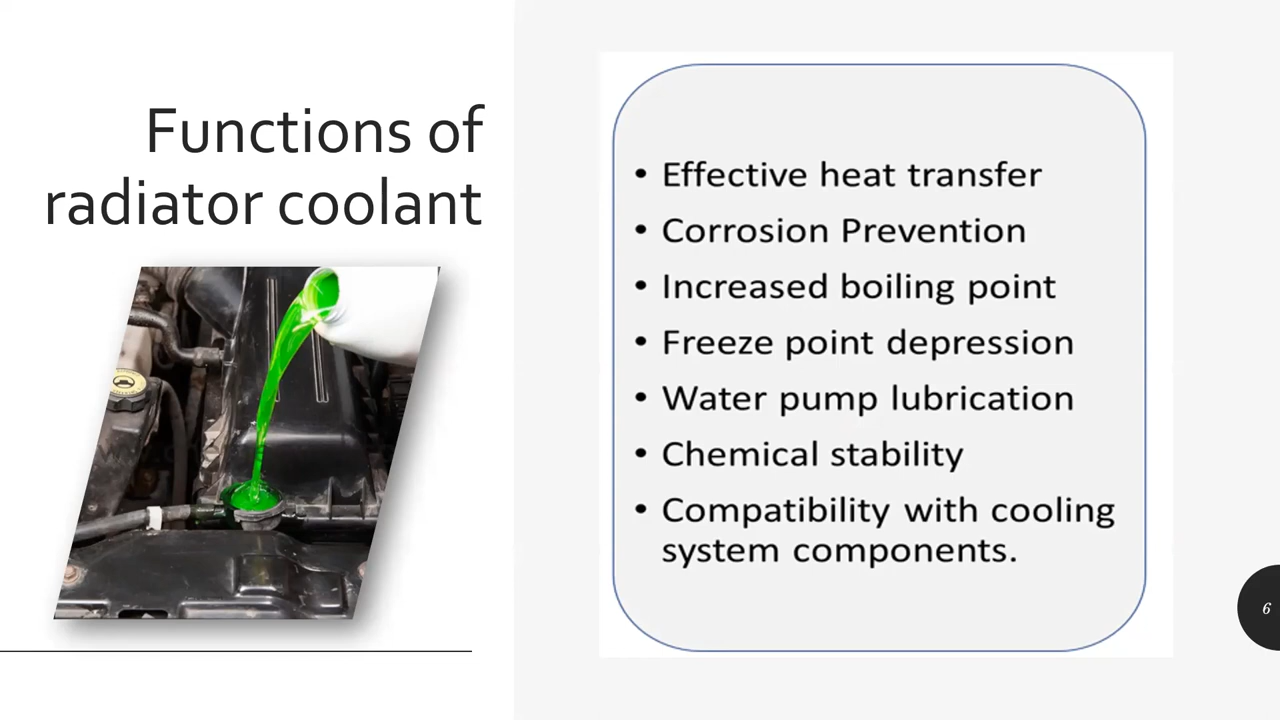 Functions of
radiator coolant
• Effective heat transfer
• Corrosion Prevention
• Increased boiling point
• Freeze point depression
• Water pump lubrication
• Chemical stability
• Compatibility with cooling
system components.
6